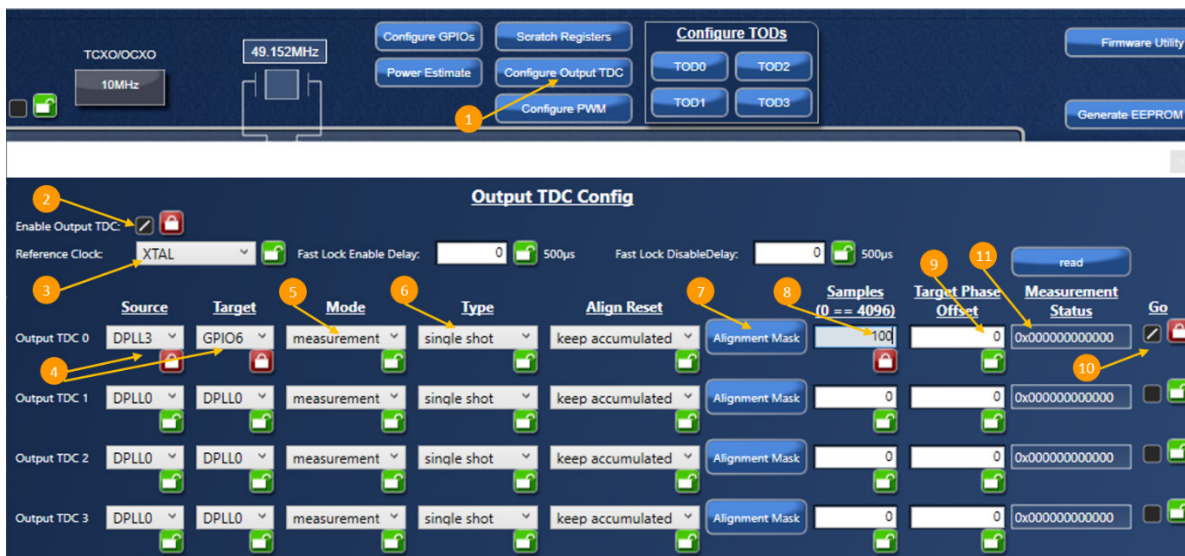 TCXO/OCXO
10MHz
49.152MHz
Configure GPIOs
Power Estimate
Scratch Registers
Configure Output TDC
Configure PWM
Configure TODs
TOD0 TOD2
TOD1 TOD3
Firmware Utility
Generate EEPROM
1
Output TDC Config
2
Enable Output TDC:
Reference Clock: XTAL Fast Lock Enable Delay: 0 500µs Fast Lock DisableDelay: 0 500µs
read
3 5 6 7 8 9 11
Source Target Mode Type Align Reset Samples (0 == 4096) Target Phase Offset Measurement Status Go
Output TDC 0 DPLL3 GPIO6 measurement single shot keep accumulated Alignment Mask 100 0 0x000000000000
4 10
Output TDC 1 DPLL0 DPLL0 measurement single shot keep accumulated Alignment Mask 0 0 0x000000000000
Output TDC 2 DPLL0 DPLL0 measurement single shot keep accumulated Alignment Mask 0 0 0x000000000000
Output TDC 3 DPLL0 DPLL0 measurement single shot keep accumulated Alignment Mask 0 0 0x000000000000